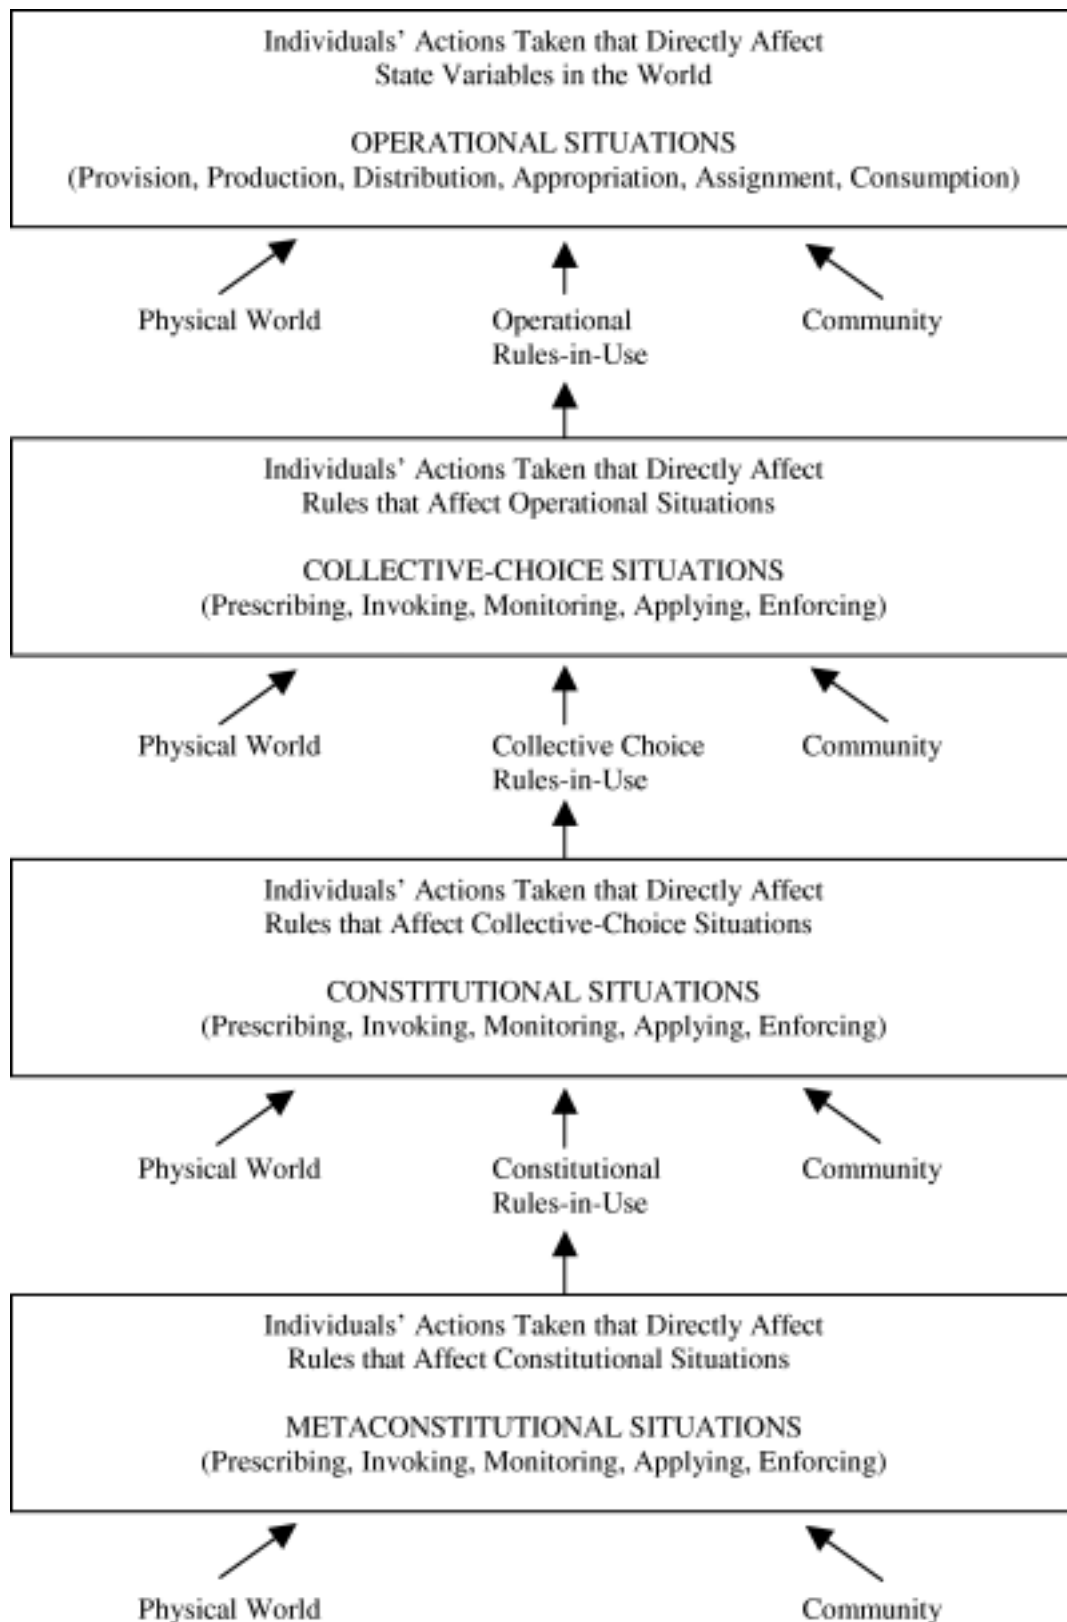 Individuals’ Actions Taken that Directly Affect
State Variables in the World
OPERATIONAL SITUATIONS
(Provision, Production, Distribution, Appropriation, Assignment, Consumption)
Physical World
Operational
Rules-in-Use
Community
Individuals’ Actions Taken that Directly Affect
Rules that Affect Operational Situations
COLLECTIVE-CHOICE SITUATIONS
(Prescribing, Invoking, Monitoring, Applying, Enforcing)
Physical World
Collective Choice
Rules-in-Use
Community
Individuals’ Actions Taken that Directly Affect
Rules that Affect Collective-Choice Situations
CONSTITUTIONAL SITUATIONS
(Prescribing, Invoking, Monitoring, Applying, Enforcing)
Physical World
Constitutional
Rules-in-Use
Community
Individuals’ Actions Taken that Directly Affect
Rules that Affect Constitutional Situations
METACONSTITUTIONAL SITUATIONS
(Prescribing, Invoking, Monitoring, Applying, Enforcing)
Physical World
Community